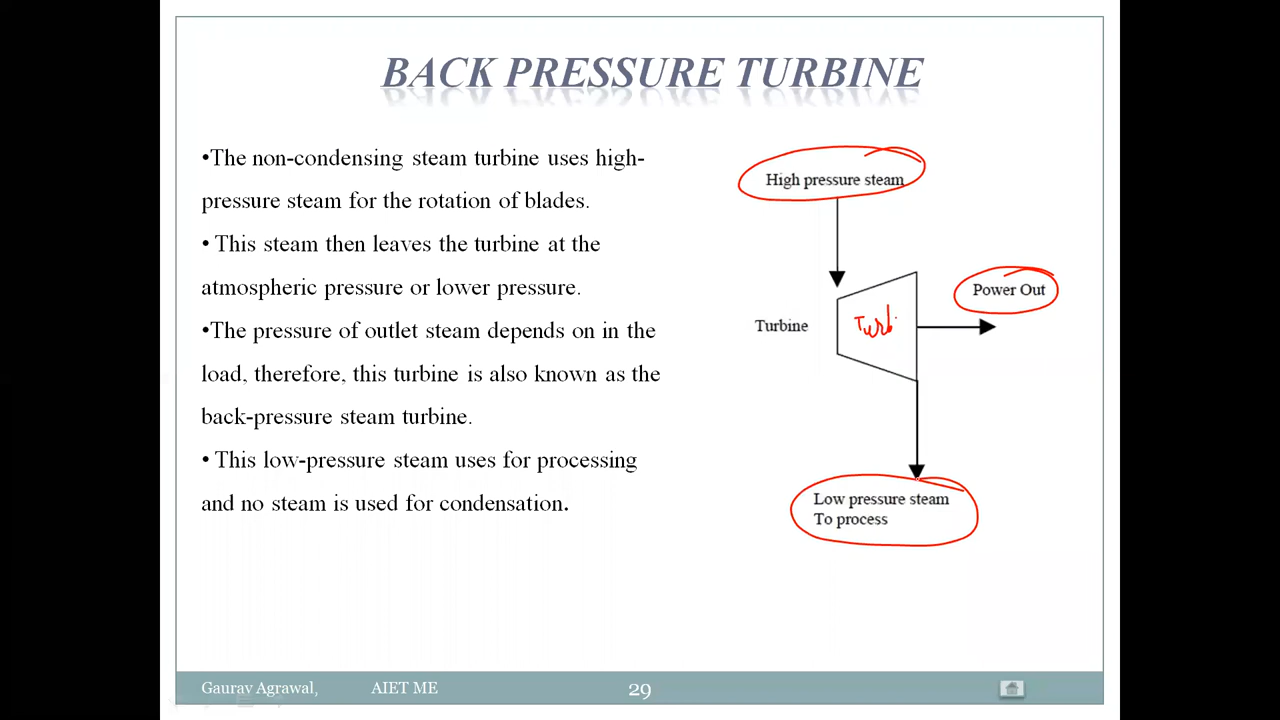 BACK PRESSURE TURBINE
•The non-condensing steam turbine uses high-
pressure steam for the rotation of blades.
• This steam then leaves the turbine at the
atmospheric pressure or lower pressure.
•The pressure of outlet steam depends on in the
load, therefore, this turbine is also known as the
back-pressure steam turbine.
• This low-pressure steam uses for processing
and no steam is used for condensation.
High pressure steam
Power Out
Turbine
Turb
Low pressure steam
To process
Gaurav Agrawal,
AIET ME
29